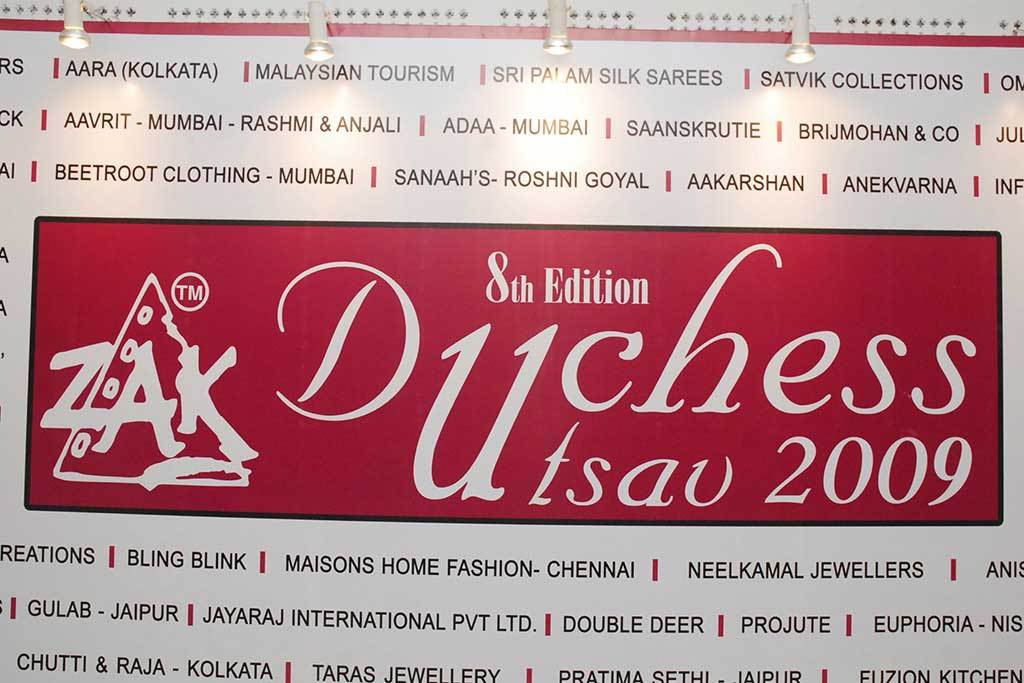 RS | AARA (KOLKATA) | MALAYSIAN TOURISM | SRI PALAM SILK SAREES | SATVIK COLLECTIONS | OM
CK | AAVRIT - MUMBAI - RASHMI & ANJALI | ADAA - MUMBAI | SAANSKRUTIE | BRIJMOHAN & CO | JUL
AI | BEETROOT CLOTHING - MUMBAI | SANAAH'S- ROSHNI GOYAL | AAKARSHAN | ANEKVARNA | INF
A
A
,
ZAK TM
8th Edition
Duchess
Utsav 2009
REATIONS | BLING BLINK | MAISONS HOME FASHION- CHENNAI | NEELKAMAL JEWELLERS | ANIS
S | GULAB - JAIPUR | JAYARAJ INTERNATIONAL PVT LTD. | DOUBLE DEER | PROJUTE | EUPHORIA - NIS
CHUTTI & RAJA - KOLKATA | TARAS JEWELLERY | PRATIMA SETHI - JAIPUR | FUZION KITCHEN